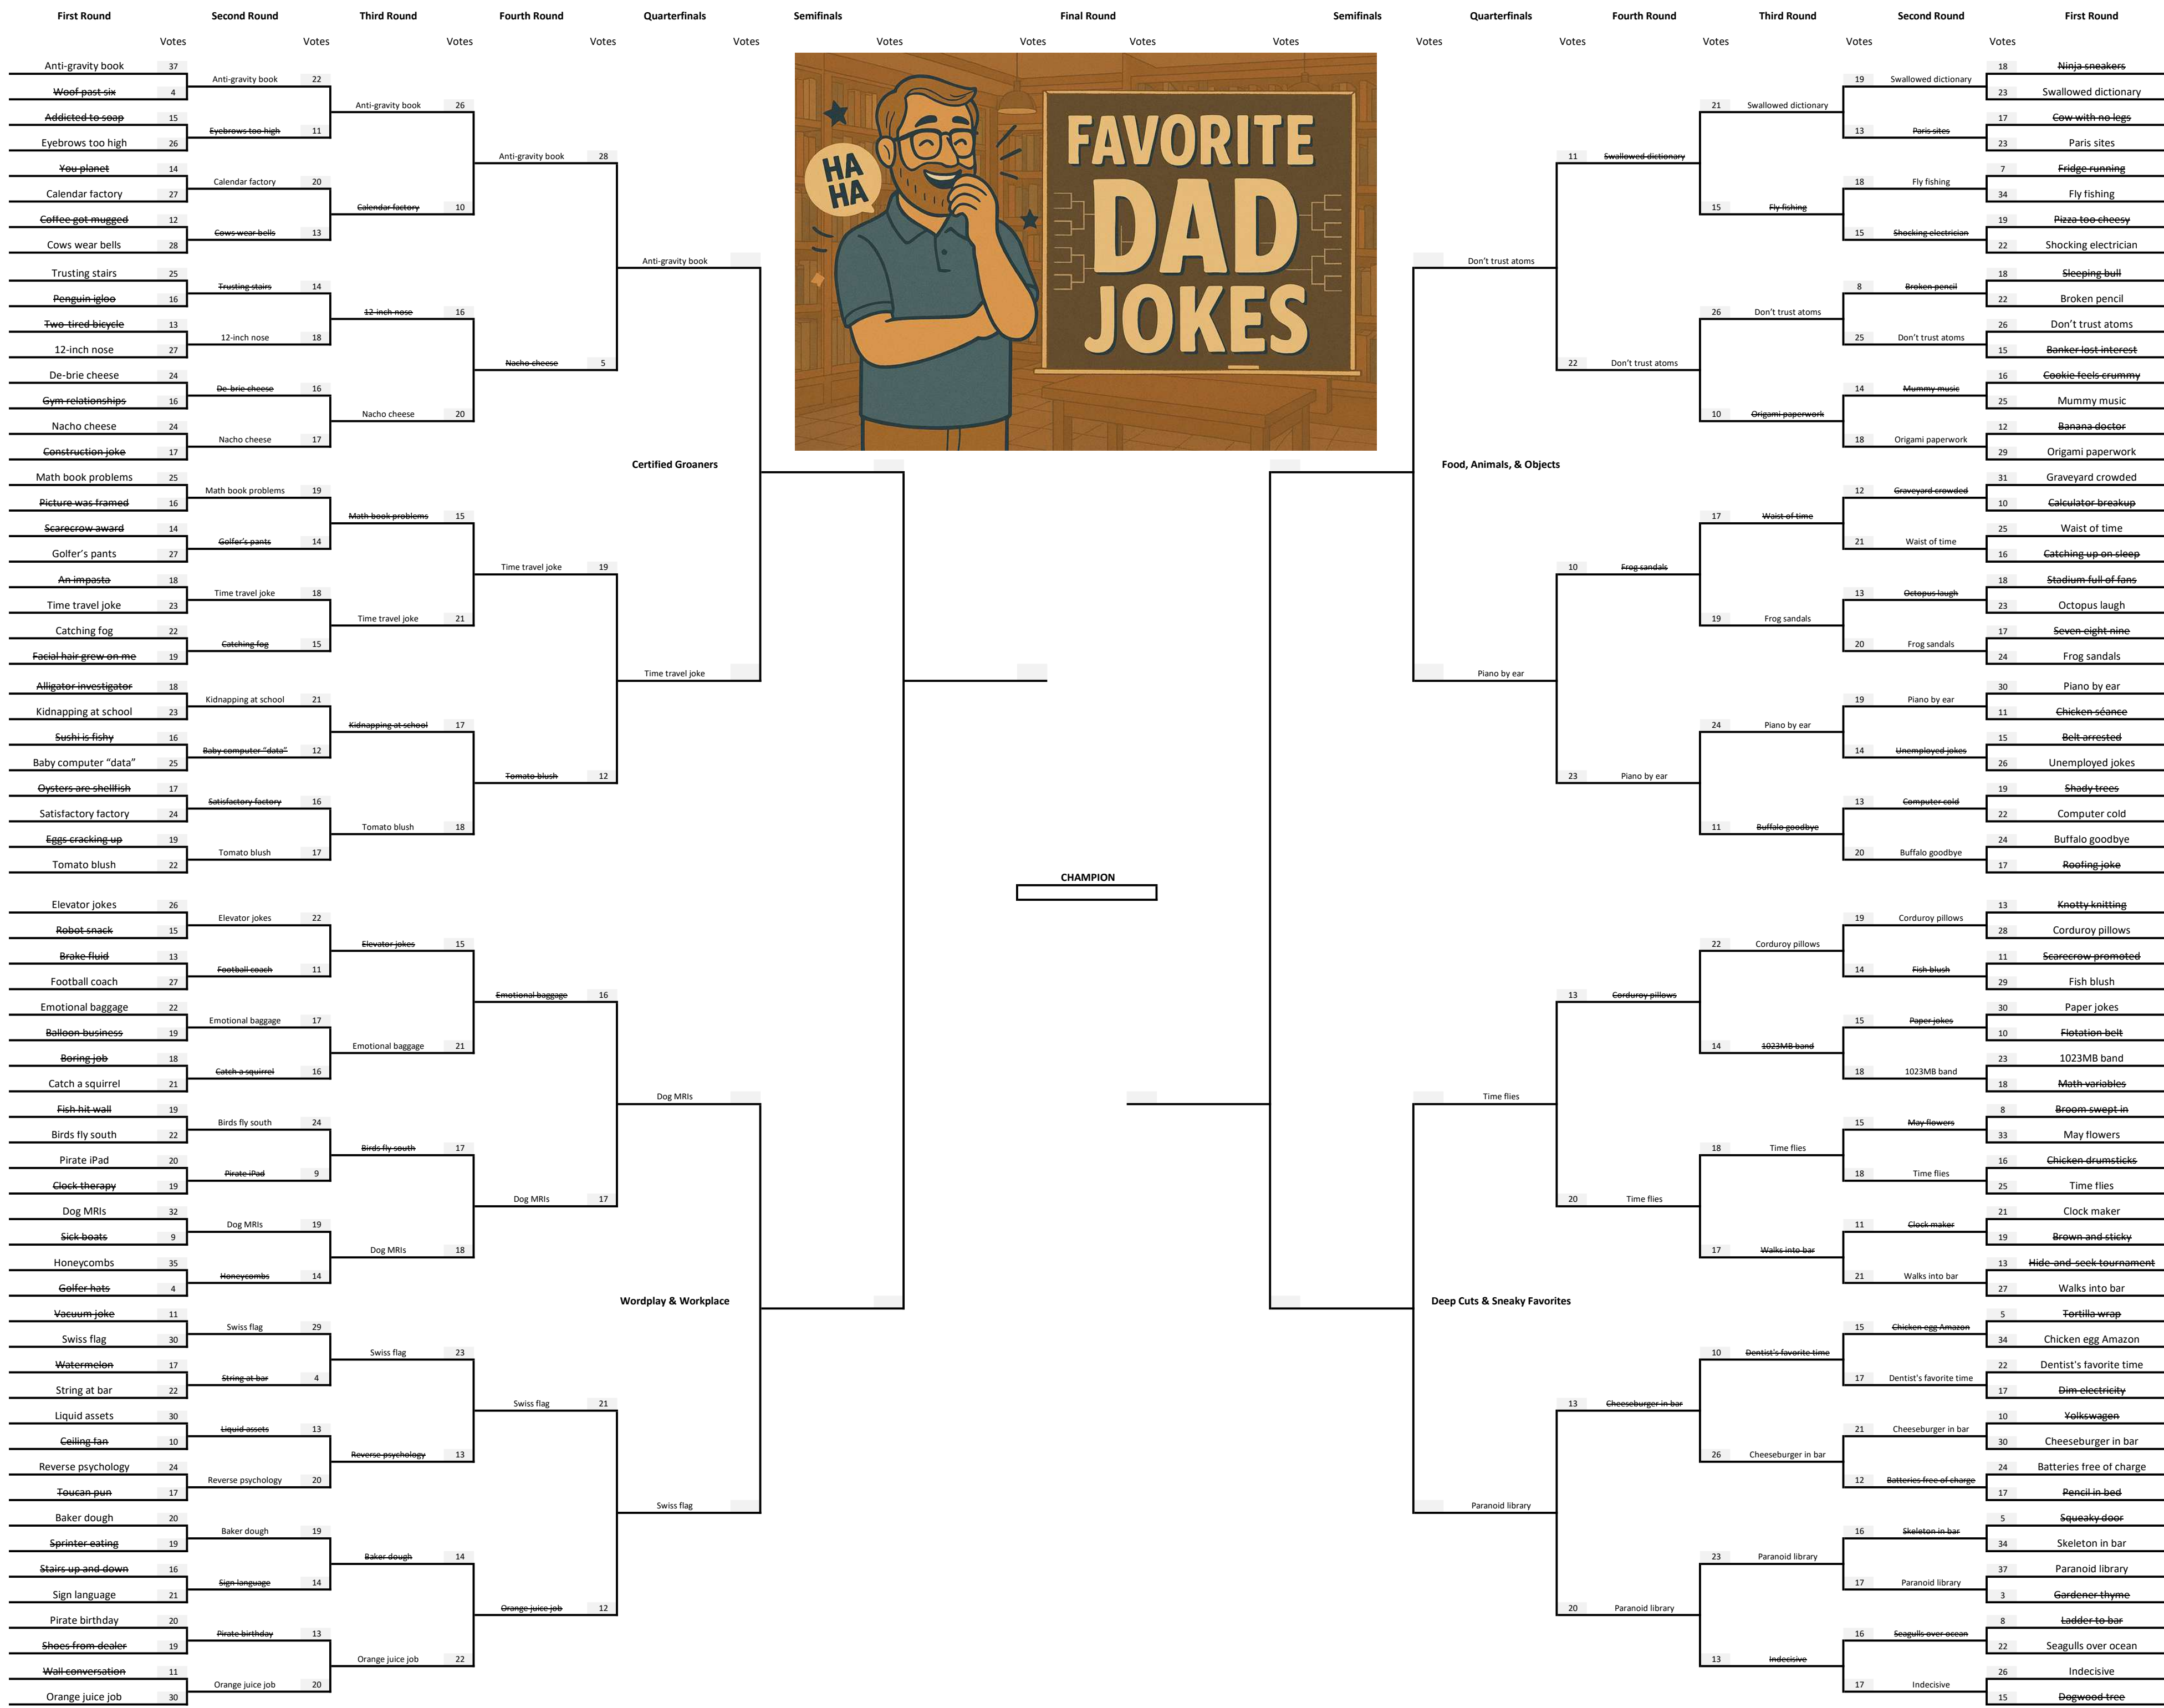 First Round Second Round Third Round Fourth Round Quarterfinals Semifinals Final Round Semifinals Quarterfinals Fourth Round Third Round Second Round First Round
Votes Votes Votes Votes Votes Votes Votes Votes Votes Votes Votes Votes Votes Votes
Anti-gravity book 37
Woof past six 4
Addicted to soap 15
Eyebrows too high 26
You planet 14
Calendar factory 27
Coffee got mugged 12
Cows wear bells 28
Trusting stairs 25
Penguin igloo 16
Two-tired bicycle 13
12-inch nose 27
De-brie cheese 24
Gym relationships 16
Nacho cheese 24
Construction joke 17
Math book problems 25
Picture was framed 16
Scarecrow award 14
Golfer’s pants 27
An impasta 18
Time travel joke 23
Catching fog 22
Facial hair grew on me 19
Alligator investigator 18
Kidnapping at school 23
Sushi is fishy 16
Baby computer “data” 25
Oysters are shellfish 17
Satisfactory factory 24
Eggs cracking up 19
Tomato blush 22
Elevator jokes 26
Robot snack 15
Brake fluid 13
Football coach 27
Emotional baggage 22
Balloon business 19
Boring job 18
Catch a squirrel 21
Fish hit wall 19
Birds fly south 22
Pirate iPad 20
Clock therapy 19
Dog MRIs 32
Sick boats 9
Honeycombs 35
Golfer hats 4
Vacuum joke 11
Swiss flag 30
Watermelon 17
String at bar 22
Liquid assets 30
Ceiling fan 10
Reverse psychology 24
Toucan pun 17
Baker dough 20
Sprinter eating 19
Stairs up and down 16
Sign language 21
Pirate birthday 20
Shoes from dealer 19
Wall conversation 11
Orange juice job 30
Anti-gravity book 22
Eyebrows too high 11
Calendar factory 20
Cows wear bells 13
Trusting stairs 14
12-inch nose 18
De-brie cheese 16
Nacho cheese 17
Math book problems 19
Golfer’s pants 14
Time travel joke 18
Catching fog 15
Kidnapping at school 21
Baby computer “data” 12
Satisfactory factory 16
Tomato blush 17
Elevator jokes 22
Football coach 11
Emotional baggage 17
Catch a squirrel 16
Birds fly south 24
Pirate iPad 9
Dog MRIs 19
Honeycombs 14
Swiss flag 29
String at bar 4
Liquid assets 13
Reverse psychology 20
Baker dough 19
Sign language 14
Pirate birthday 13
Orange juice job 20
Anti-gravity book 26
Calendar factory 10
12-inch nose 16
Nacho cheese 20
Math book problems 15
Time travel joke 21
Kidnapping at school 17
Tomato blush 18
Elevator jokes 15
Emotional baggage 21
Birds fly south 17
Dog MRIs 18
Swiss flag 23
Reverse psychology 13
Baker dough 14
Orange juice job 22
Anti-gravity book 28
Nacho cheese 5
Time travel joke 19
Tomato blush 12
Emotional baggage 16
Dog MRIs 17
Swiss flag 21
Orange juice job 12
Anti-gravity book
Certified Groaners
Time travel joke
Dog MRIs
Wordplay & Workplace
Swiss flag
HA
HA
FAVORITE
DAD
JOKES
CHAMPION
Don’t trust atoms
Food, Animals, & Objects
Piano by ear
Time flies
Deep Cuts & Sneaky Favorites
Paranoid library
11 Swallowed dictionary
22 Don’t trust atoms
10 Frog sandals
23 Piano by ear
13 Corduroy pillows
20 Time flies
13 Cheeseburger in bar
20 Paranoid library
21 Swallowed dictionary
15 Fly fishing
26 Don’t trust atoms
10 Origami paperwork
17 Waist of time
19 Frog sandals
24 Piano by ear
11 Buffalo goodbye
22 Corduroy pillows
14 1023MB band
18 Time flies
17 Walks into bar
10 Dentist's favorite time
26 Cheeseburger in bar
23 Paranoid library
13 Indecisive
19 Swallowed dictionary
13 Paris sites
18 Fly fishing
15 Shocking electrician
8 Broken pencil
25 Don’t trust atoms
14 Mummy music
18 Origami paperwork
12 Graveyard crowded
21 Waist of time
13 Octopus laugh
20 Frog sandals
19 Piano by ear
14 Unemployed jokes
13 Computer cold
20 Buffalo goodbye
19 Corduroy pillows
14 Fish blush
15 Paper jokes
18 1023MB band
15 May flowers
18 Time flies
11 Clock maker
21 Walks into bar
15 Chicken egg Amazon
17 Dentist's favorite time
21 Cheeseburger in bar
12 Batteries free of charge
16 Skeleton in bar
17 Paranoid library
16 Seagulls over ocean
17 Indecisive
18 Ninja sneakers
23 Swallowed dictionary
17 Cow with no legs
23 Paris sites
7 Fridge running
34 Fly fishing
19 Pizza too cheesy
22 Shocking electrician
18 Sleeping bull
22 Broken pencil
26 Don’t trust atoms
15 Banker lost interest
16 Cookie feels crummy
25 Mummy music
12 Banana doctor
29 Origami paperwork
31 Graveyard crowded
10 Calculator breakup
25 Waist of time
16 Catching up on sleep
18 Stadium full of fans
23 Octopus laugh
17 Seven eight nine
24 Frog sandals
30 Piano by ear
11 Chicken séance
15 Belt arrested
26 Unemployed jokes
19 Shady trees
22 Computer cold
24 Buffalo goodbye
17 Roofing joke
13 Knotty knitting
28 Corduroy pillows
11 Scarecrow promoted
29 Fish blush
30 Paper jokes
10 Flotation belt
23 1023MB band
18 Math variables
8 Broom swept in
33 May flowers
16 Chicken drumsticks
25 Time flies
21 Clock maker
19 Brown and sticky
13 Hide-and-seek tournament
27 Walks into bar
5 Tortilla wrap
34 Chicken egg Amazon
22 Dentist's favorite time
17 Dim electricity
10 Yolkswagen
30 Cheeseburger in bar
24 Batteries free of charge
17 Pencil in bed
5 Squeaky door
34 Skeleton in bar
37 Paranoid library
3 Gardener thyme
8 Ladder to bar
22 Seagulls over ocean
26 Indecisive
15 Dogwood tree